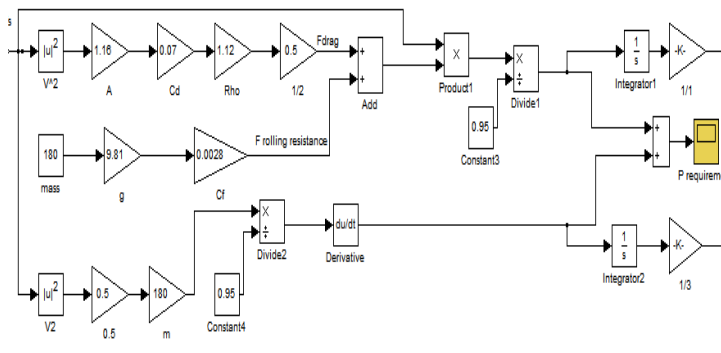 s
|u|²
V^2
1.16
A
0.07
Cd
1.12
Rho
0.5
1/2
Fdrag
+
+
Add
×
Product1
×
÷
Divide1
0.95
Constant3
1
s
Integrator1
-K-
1/1
180
mass
9.81
g
0.0028
Cf
F rolling resistance
+
+
P requirem
|u|²
V2
0.5
0.5
180
m
×
÷
Divide2
0.95
Constant4
du/dt
Derivative
1
s
Integrator2
-K-
1/3